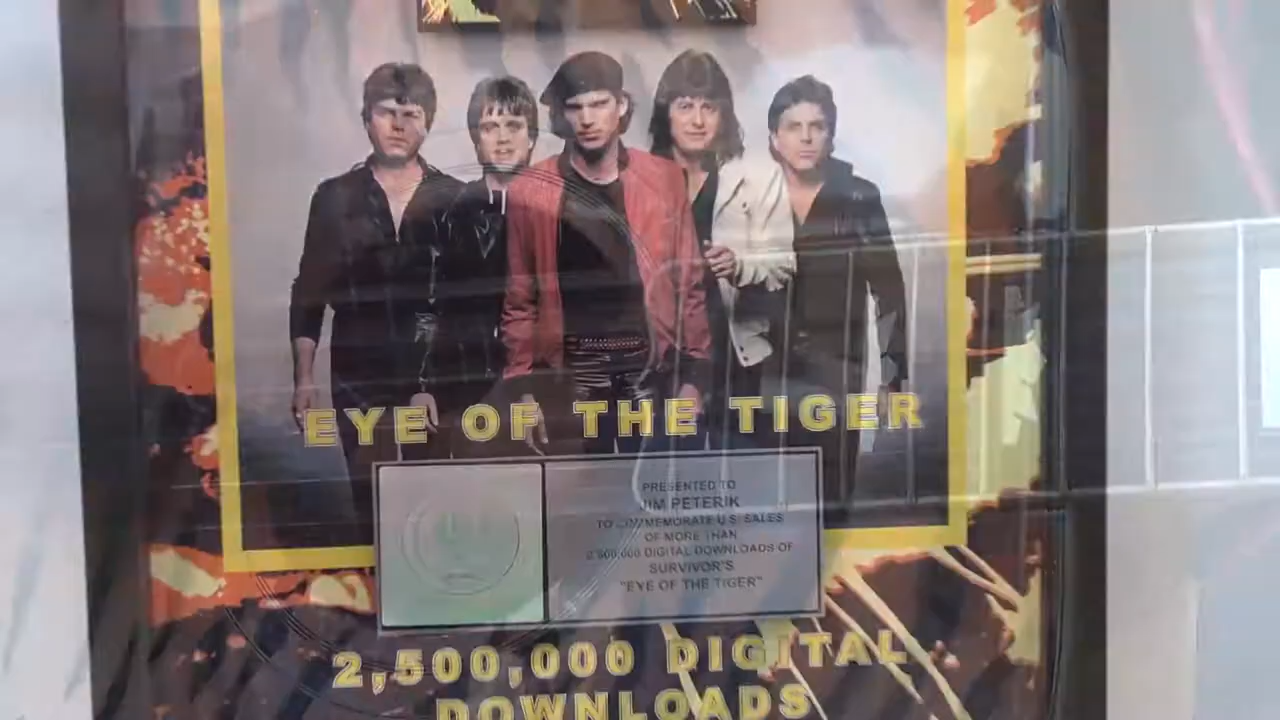 EYE OF THE TIGER
PRESENTED TO
JIM PETERIK
TO COMMEMORATE U.S. SALES
OF MORE THAN
2,500,000 DIGITAL DOWNLOADS OF
SURVIVOR'S
"EYE OF THE TIGER"
2,500,000 DIGITAL
DOWNLOADS